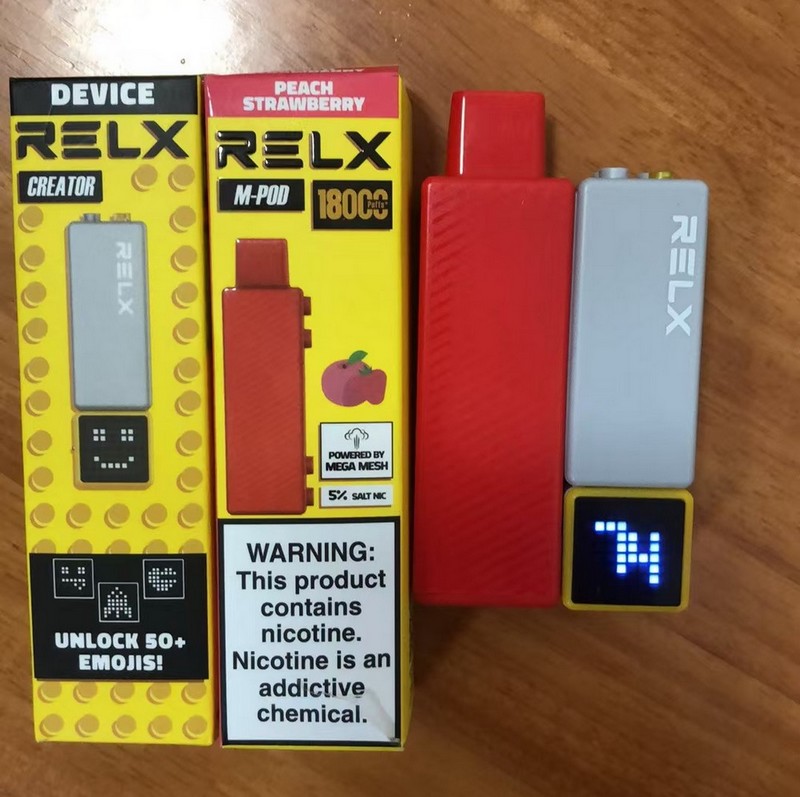 DEVICE
RELX
CREATOR
RELX
UNLOCK 50+
EMOJIS!
PEACH
STRAWBERRY
RELX
M-POD
18000
Puffs*
POWERED BY
MEGA MESH
5% SALT NIC
WARNING:
This product
contains
nicotine.
Nicotine is an
addictive
chemical.
RELX